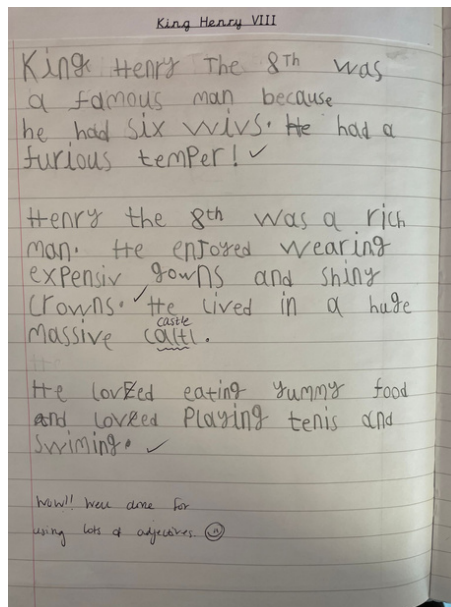 King Henry VIII
King Henry The 8Th was
a famous man because
he had six wivs. He had a
furious temper! ✓
Henry the 8th was a rich
man. He enjoyed wearing
expensiv gowns and shiny
crowns. ✓ He lived in a huge
castle
massive caltl.
He loved eating yummy food
and loved Playing tenis and
swiming. ✓
Wow!! Well done for
using lots of adjectives ☺